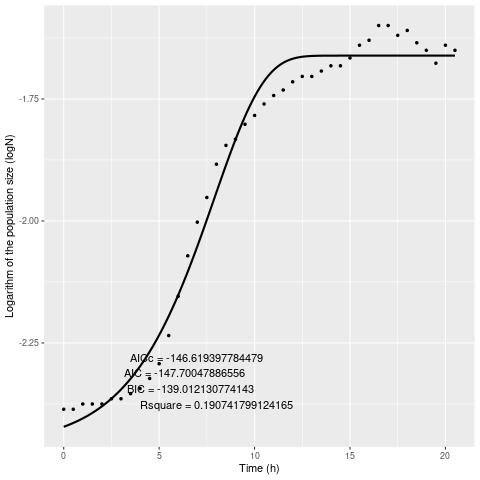 Logarithm of the population size (logN)
-1.75
-2.00
-2.25
AICc = -146.619397784479
AIC = -147.70047886556
BIC = -139.012130774143
Rsquare = 0.190741799124165
0 5 10 15 20
Time (h)